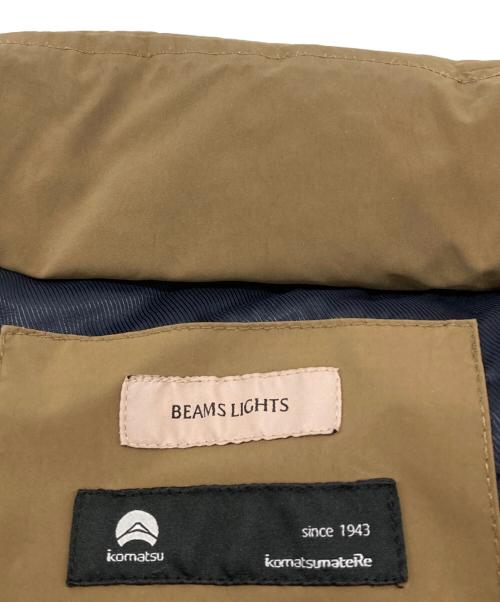 BEAMS LIGHTS
komatsu
since 1943
komatsumateRe